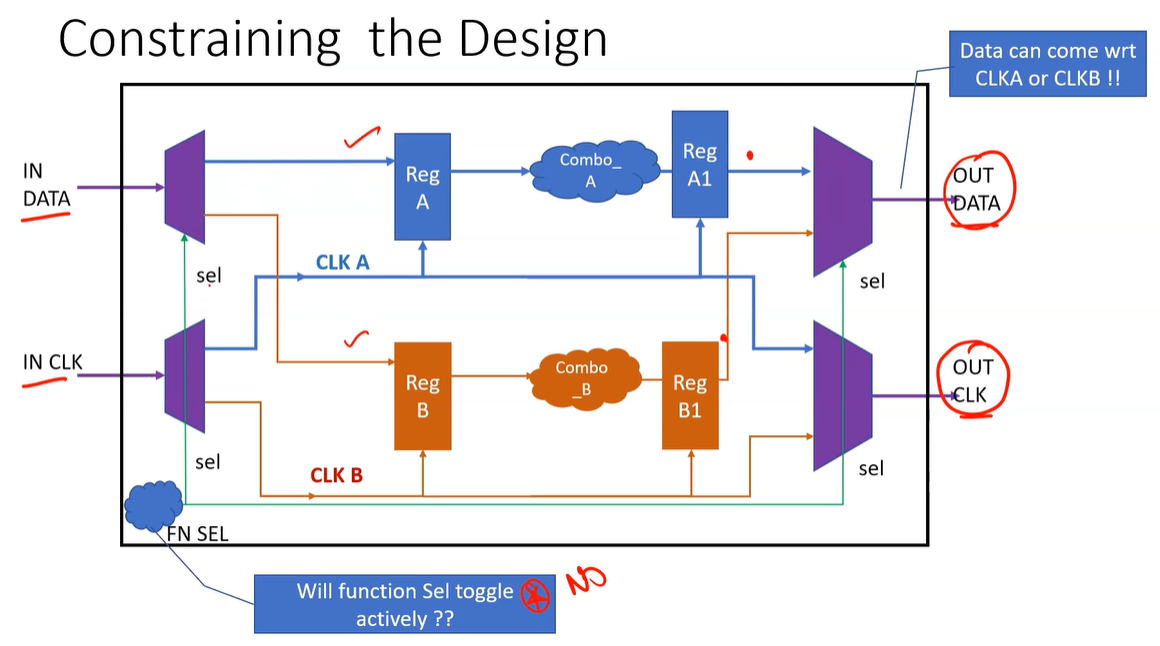 Constraining the Design
Data can come wrt
CLKA or CLKB !!
IN
DATA
Reg
A
Combo_
A
Reg
A1
OUT
DATA
sel
CLK A
sel
IN CLK
Reg
B
Combo
_B
Reg
B1
OUT
CLK
sel
CLK B
sel
FN SEL
Will function Sel toggle
actively ??
NO